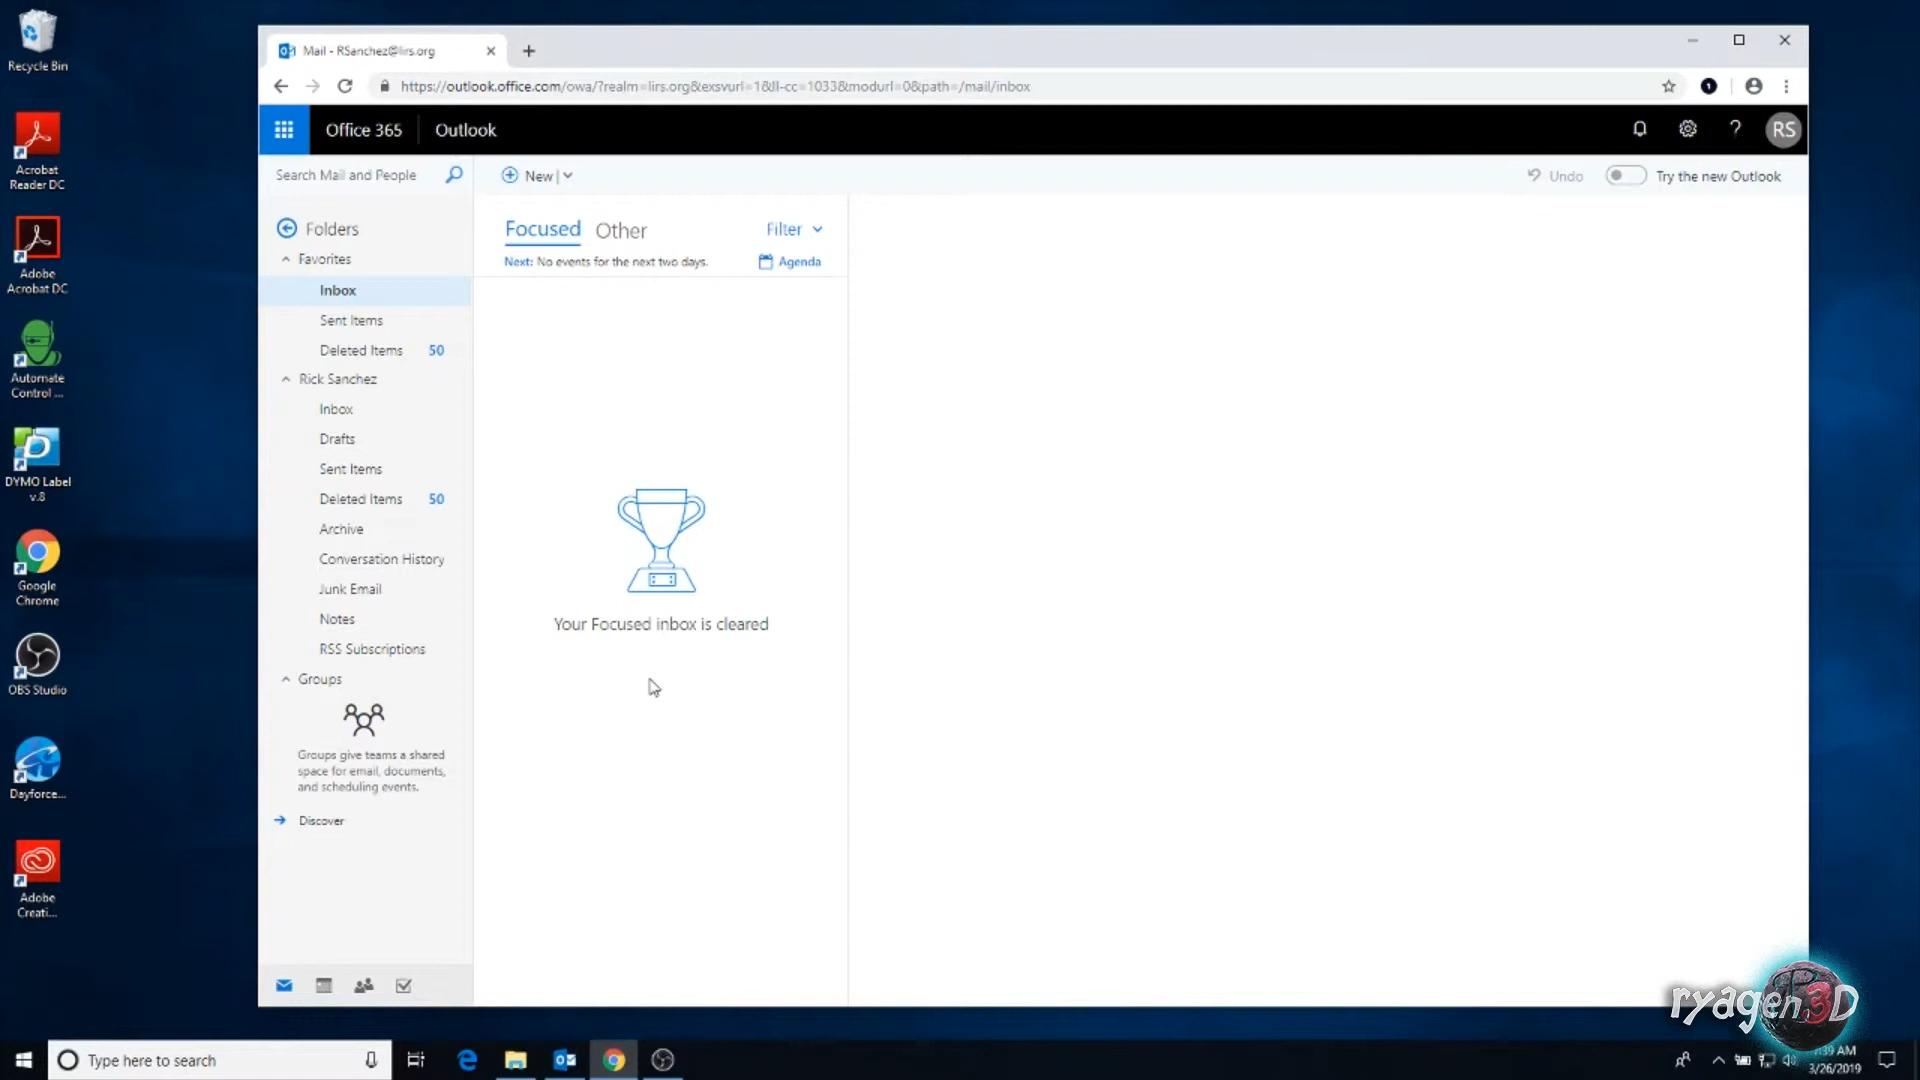 Recycle Bin
Acrobat
Reader DC
Adobe
Acrobat DC
Automate
Control ...
DYMO Label
v.8
Google
Chrome
OBS Studio
Dayforce...
Adobe
Creati...
Mail - RSanchez@lirs.org
https://outlook.office.com/owa/?realm=lirs.org&exsvurl=1&ll-cc=1033&modurl=0&path=/mail/inbox
Office 365
Outlook
RS
Search Mail and People
New
Undo
Try the new Outlook
Folders
Favorites
Inbox
Sent Items
Deleted Items 50
Rick Sanchez
Inbox
Drafts
Sent Items
Deleted Items 50
Archive
Conversation History
Junk Email
Notes
RSS Subscriptions
Groups
Groups give teams a shared
space for email, documents,
and scheduling events.
Discover
Focused Other Filter
Next: No events for the next two days. Agenda
Your Focused inbox is cleared
ryagen3D
Type here to search
:39 AM
3/26/2019